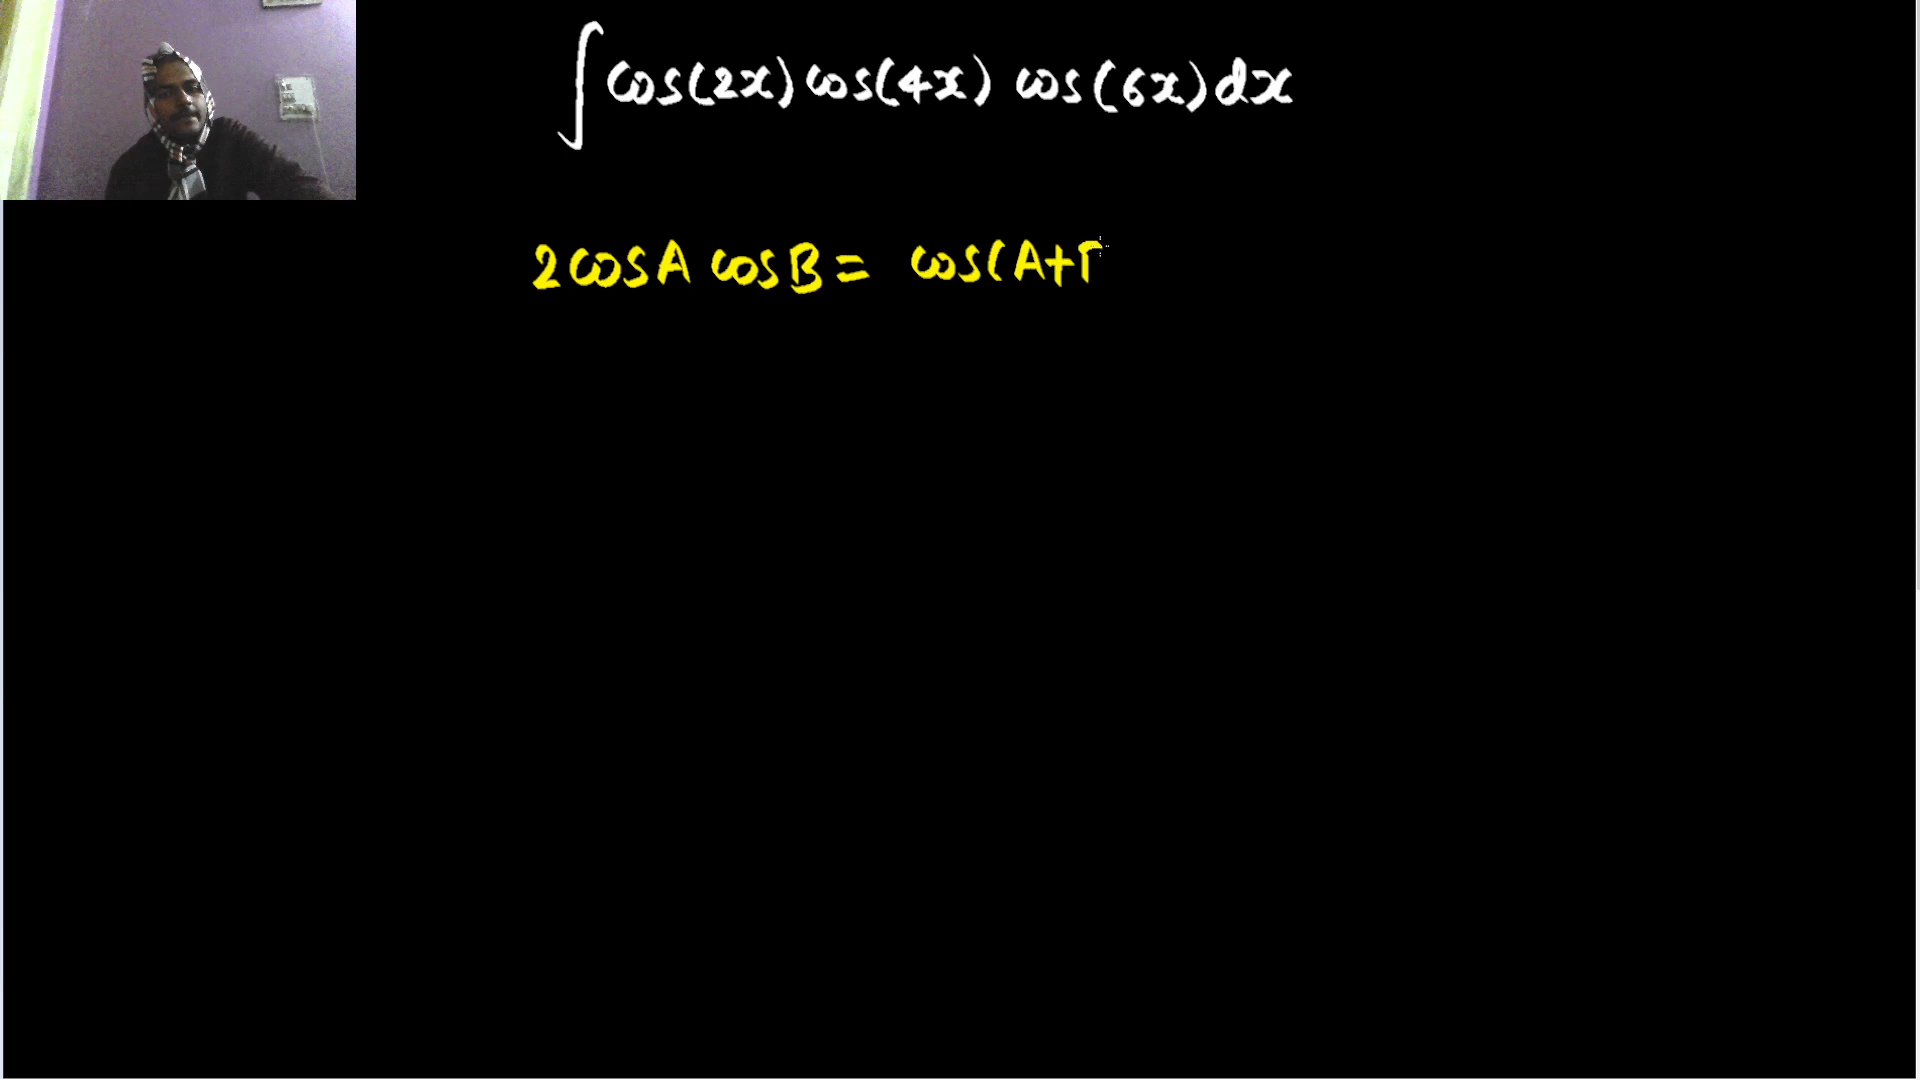 ∫cos(2x) cos(4x) cos(6x) dx
2cosA cosB = cos(A+